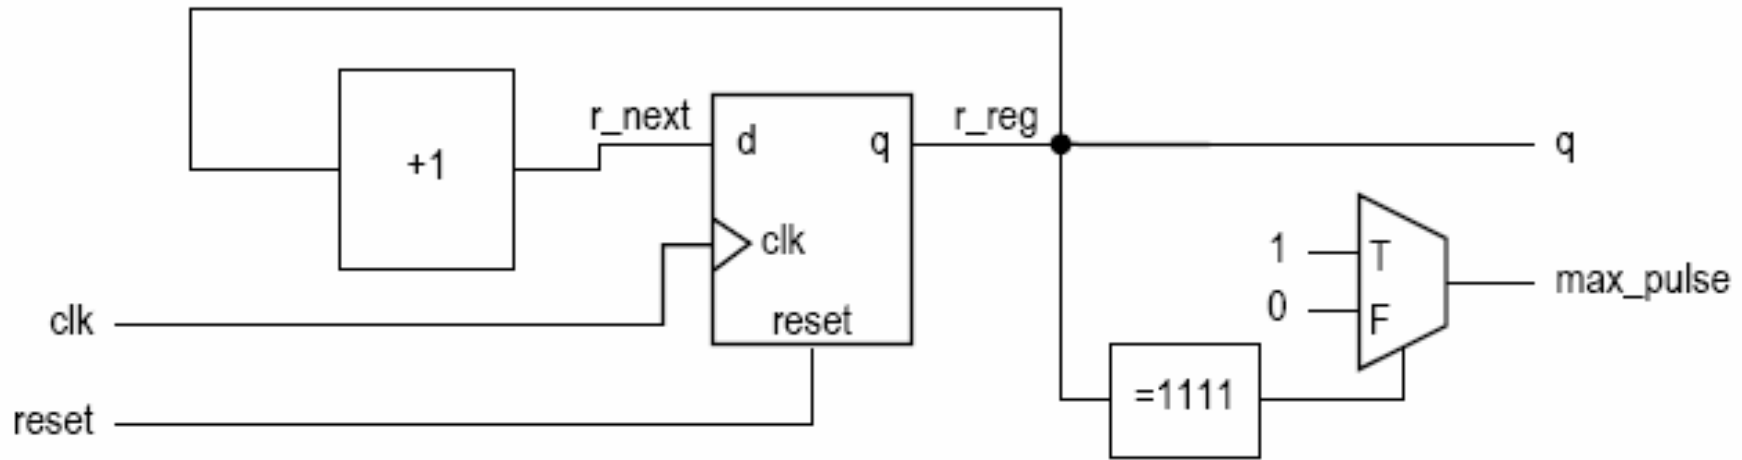 r_next
r_reg
+1
d
q
q
clk
1
T
max_pulse
0
F
clk
reset
=1111
reset